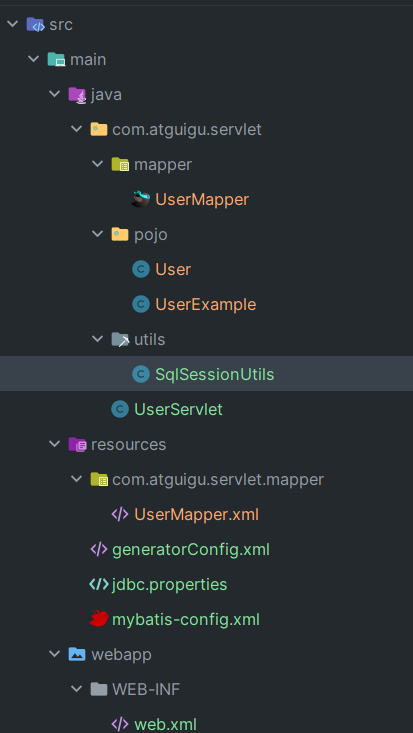 src
main
java
com.atguigu.servlet
mapper
UserMapper
pojo
User
UserExample
utils
SqlSessionUtils
UserServlet
resources
com.atguigu.servlet.mapper
UserMapper.xml
generatorConfig.xml
jdbc.properties
mybatis-config.xml
webapp
WEB-INF
web.xml